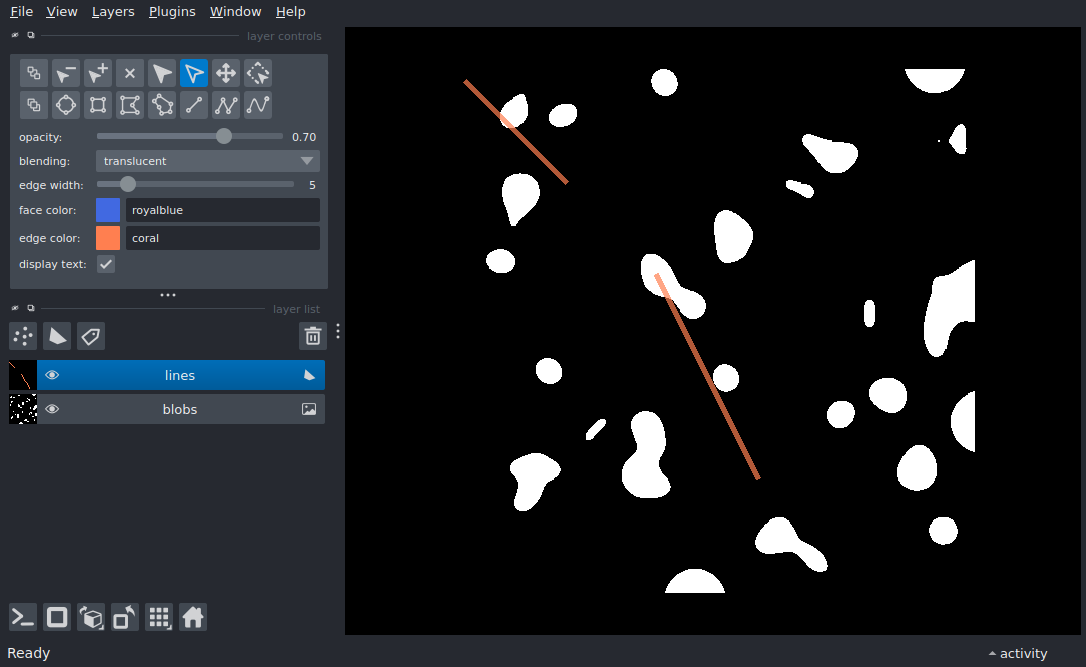 File View Layers Plugins Window Help
layer controls
opacity: 0.70
blending: translucent
edge width: 5
face color: royalblue
edge color: coral
display text:
layer list
lines
blobs
Ready
activity